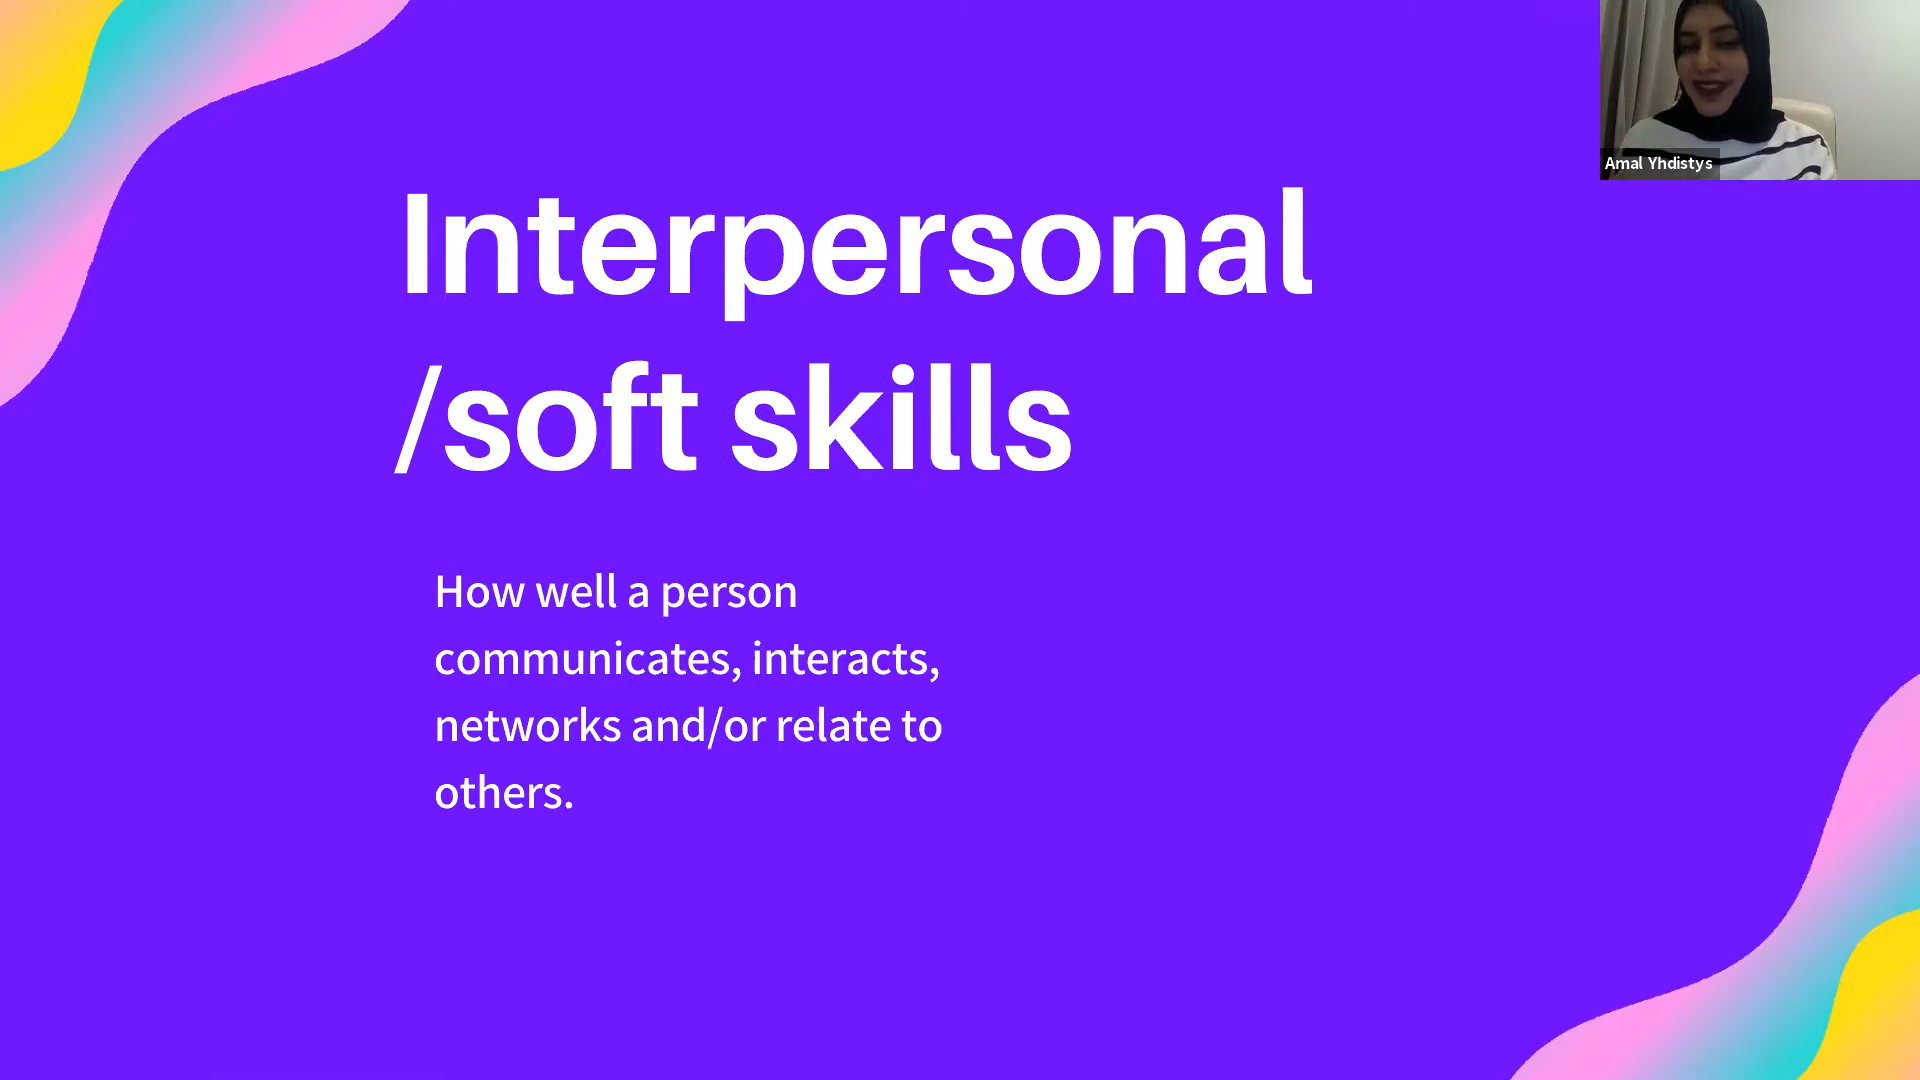 Interpersonal
/soft skills
How well a person
communicates, interacts,
networks and/or relate to
others.
Amal Yhdistys